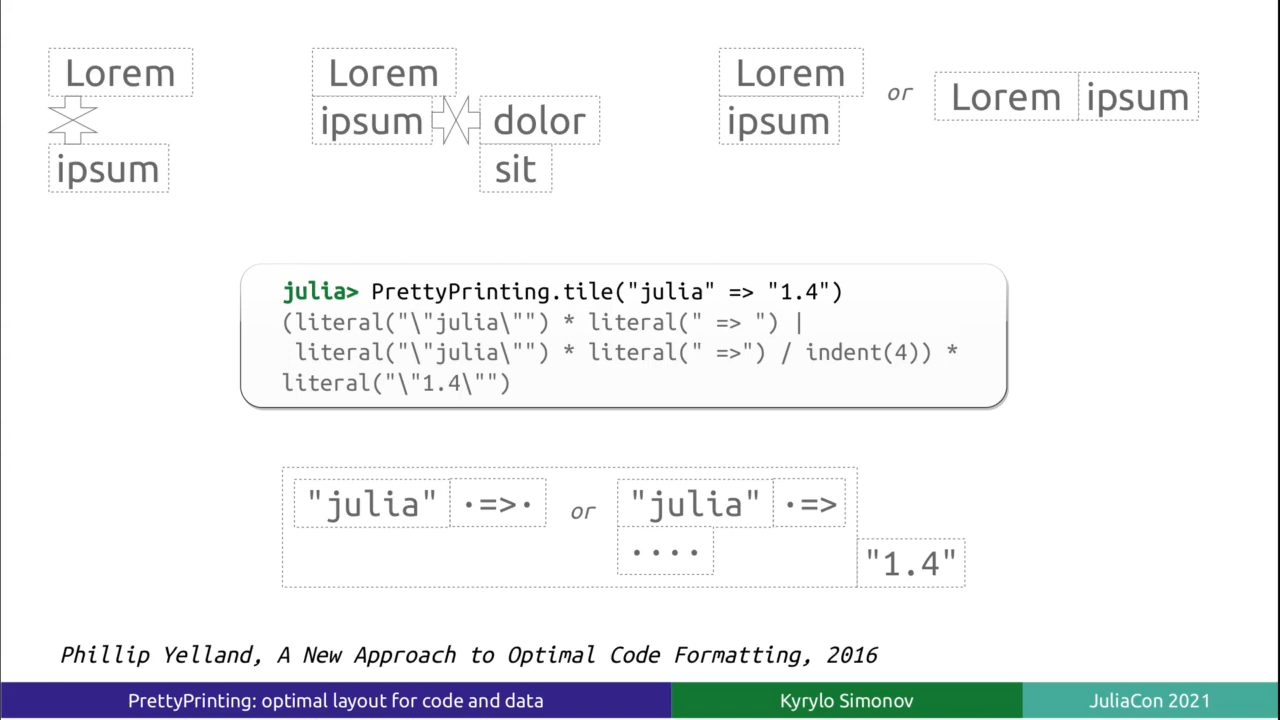 Lorem
ipsum
Lorem
ipsum dolor
sit
Lorem
ipsum
or
Lorem ipsum
julia> PrettyPrinting.tile("julia" => "1.4")
(literal("\"julia\"") * literal(" => ") |
 literal("\"julia\"") * literal(" =>") / indent(4)) *
literal("\"1.4\"")
"julia" ·=>· or "julia" ·=>
····
"1.4"
Phillip Yelland, A New Approach to Optimal Code Formatting, 2016
PrettyPrinting: optimal layout for code and data Kyrylo Simonov JuliaCon 2021